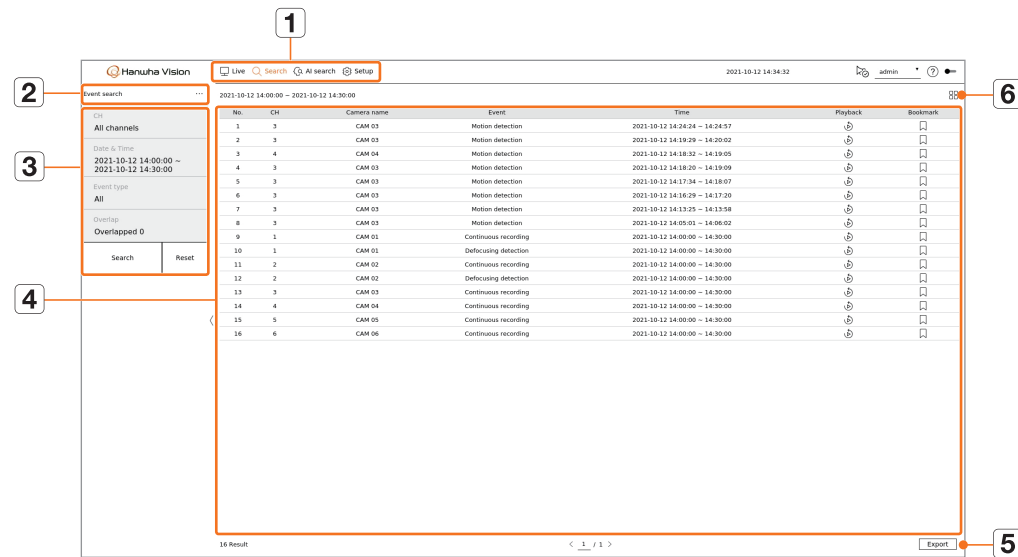 1
Hanwha Vision
Live Search AI search Setup 2021-10-12 14:34:32 admin ?
2
Event search ... 2021-10-12 14:00:00 ~ 2021-10-12 14:30:00
6
3
CH
All channels
Date & Time
2021-10-12 14:00:00 ~
2021-10-12 14:30:00
Event type
All
Overlap
Overlapped 0
Search Reset
No. CH Camera name Event Time Playback Bookmark
1 3 CAM 03 Motion detection 2021-10-12 14:24:24 ~ 14:24:57
2 3 CAM 03 Motion detection 2021-10-12 14:19:29 ~ 14:20:02
3 4 CAM 04 Motion detection 2021-10-12 14:18:32 ~ 14:19:05
4 3 CAM 03 Motion detection 2021-10-12 14:18:20 ~ 14:19:09
5 3 CAM 03 Motion detection 2021-10-12 14:17:34 ~ 14:18:07
6 3 CAM 03 Motion detection 2021-10-12 14:16:29 ~ 14:17:20
7 3 CAM 03 Motion detection 2021-10-12 14:13:25 ~ 14:13:58
8 3 CAM 03 Motion detection 2021-10-12 14:05:01 ~ 14:06:02
9 1 CAM 01 Continuous recording 2021-10-12 14:00:00 ~ 14:30:00
10 1 CAM 01 Defocusing detection 2021-10-12 14:00:00 ~ 14:30:00
11 2 CAM 02 Continuous recording 2021-10-12 14:00:00 ~ 14:30:00
12 2 CAM 02 Defocusing detection 2021-10-12 14:00:00 ~ 14:30:00
13 3 CAM 03 Continuous recording 2021-10-12 14:00:00 ~ 14:30:00
14 4 CAM 04 Continuous recording 2021-10-12 14:00:00 ~ 14:30:00
15 5 CAM 05 Continuous recording 2021-10-12 14:00:00 ~ 14:30:00
16 6 CAM 06 Continuous recording 2021-10-12 14:00:00 ~ 14:30:00
4
16 Result < 1 / 1 > Export
5